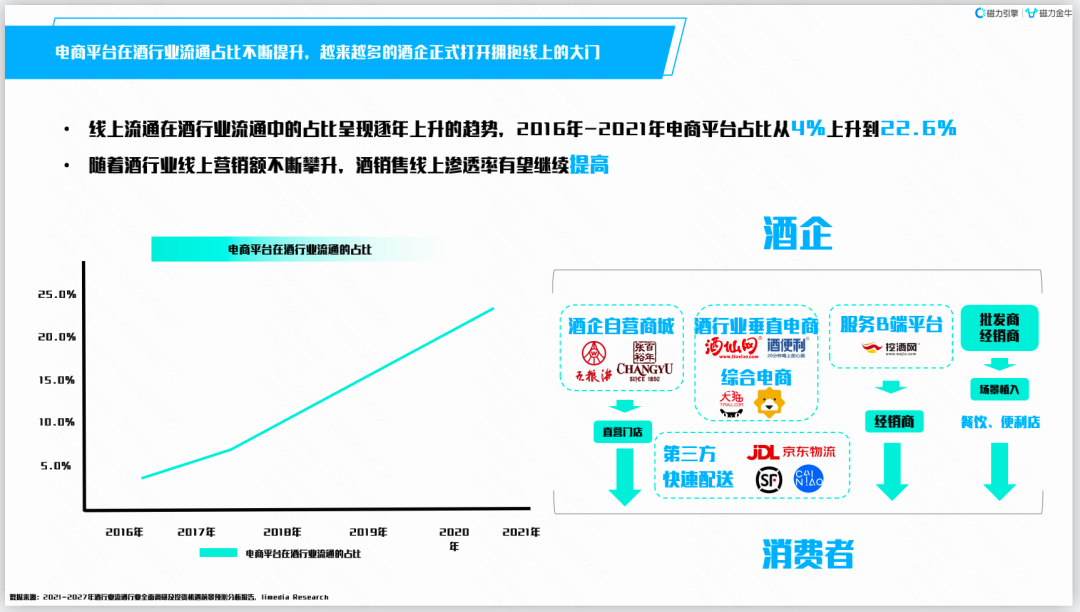 磁力引擎 | 磁力金牛
电商平台在酒行业流通占比不断提升，越来越多的酒企正式打开拥抱线上的大门
• 线上流通在酒行业流通中的占比呈现逐年上升的趋势，2016年-2021年电商平台占比从4%上升到22.6%
• 随着酒行业线上营销额不断攀升，酒销售线上渗透率有望继续提高
电商平台在酒行业流通的占比
25.0%
20.0%
15.0%
10.0%
5.0%
2016年 2017年 2018年 2019年 2020年 2021年
电商平台在酒行业流通的占比
酒企
酒企自营商城
五粮液
张裕百年
CHANGYU
SINCE 1892
直营门店
酒行业垂直电商
酒仙网
www.jiuxian.com
酒便利
综合电商
天猫
TMALL.COM
第三方
快速配送
JDL 京东物流
SF
CAI
NIAO
服务B端平台
挖酒网
www.wajiu.com
经销商
批发商
经销商
场景植入
餐饮、便利店
消费者
数据来源：2021-2027年酒行业流通行业全面调研及投资机遇前景预测分析报告，iimedia Research